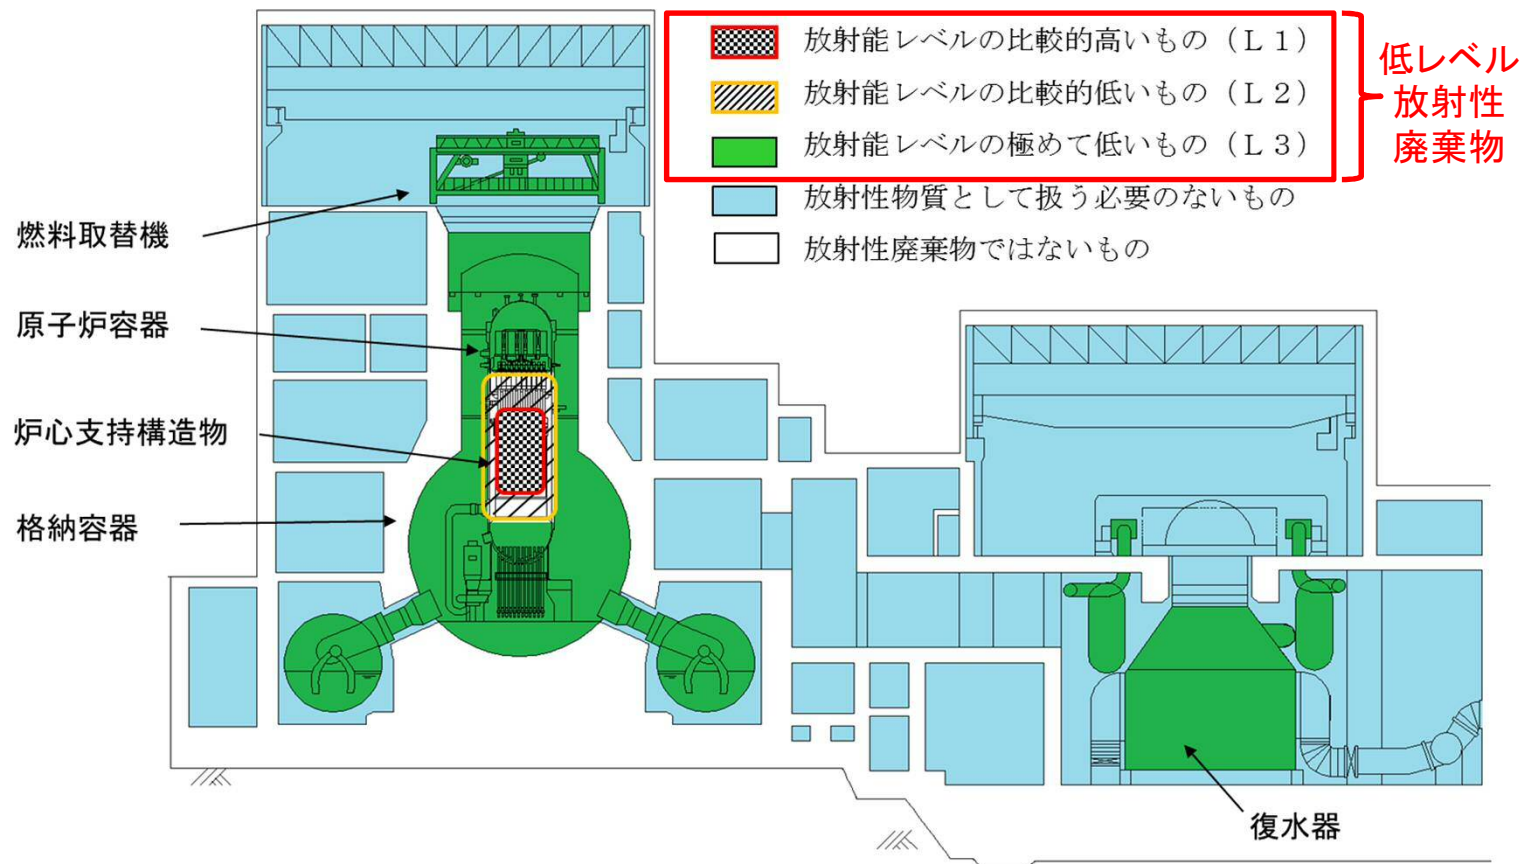 放射能レベルの比較的高いもの（Ｌ１）
放射能レベルの比較的低いもの（Ｌ２）
放射能レベルの極めて低いもの（Ｌ３）
放射性物質として扱う必要のないもの
放射性廃棄物ではないもの
低レベル
放射性
廃棄物
燃料取替機
原子炉容器
炉心支持構造物
格納容器
復水器